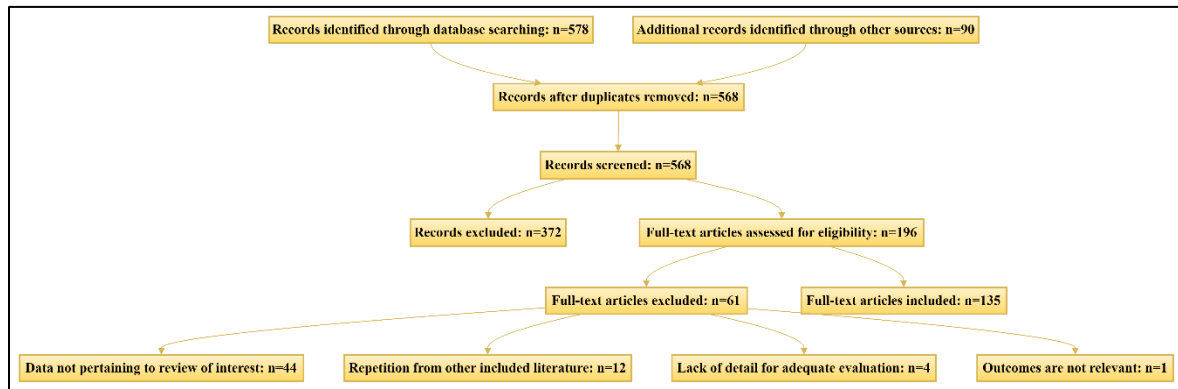 Records identified through database searching: n=578
Additional records identified through other sources: n=90
Records after duplicates removed: n=568
Records screened: n=568
Records excluded: n=372
Full-text articles assessed for eligibility: n=196
Full-text articles excluded: n=61
Full-text articles included: n=135
Data not pertaining to review of interest: n=44
Repetition from other included literature: n=12
Lack of detail for adequate evaluation: n=4
Outcomes are not relevant: n=1